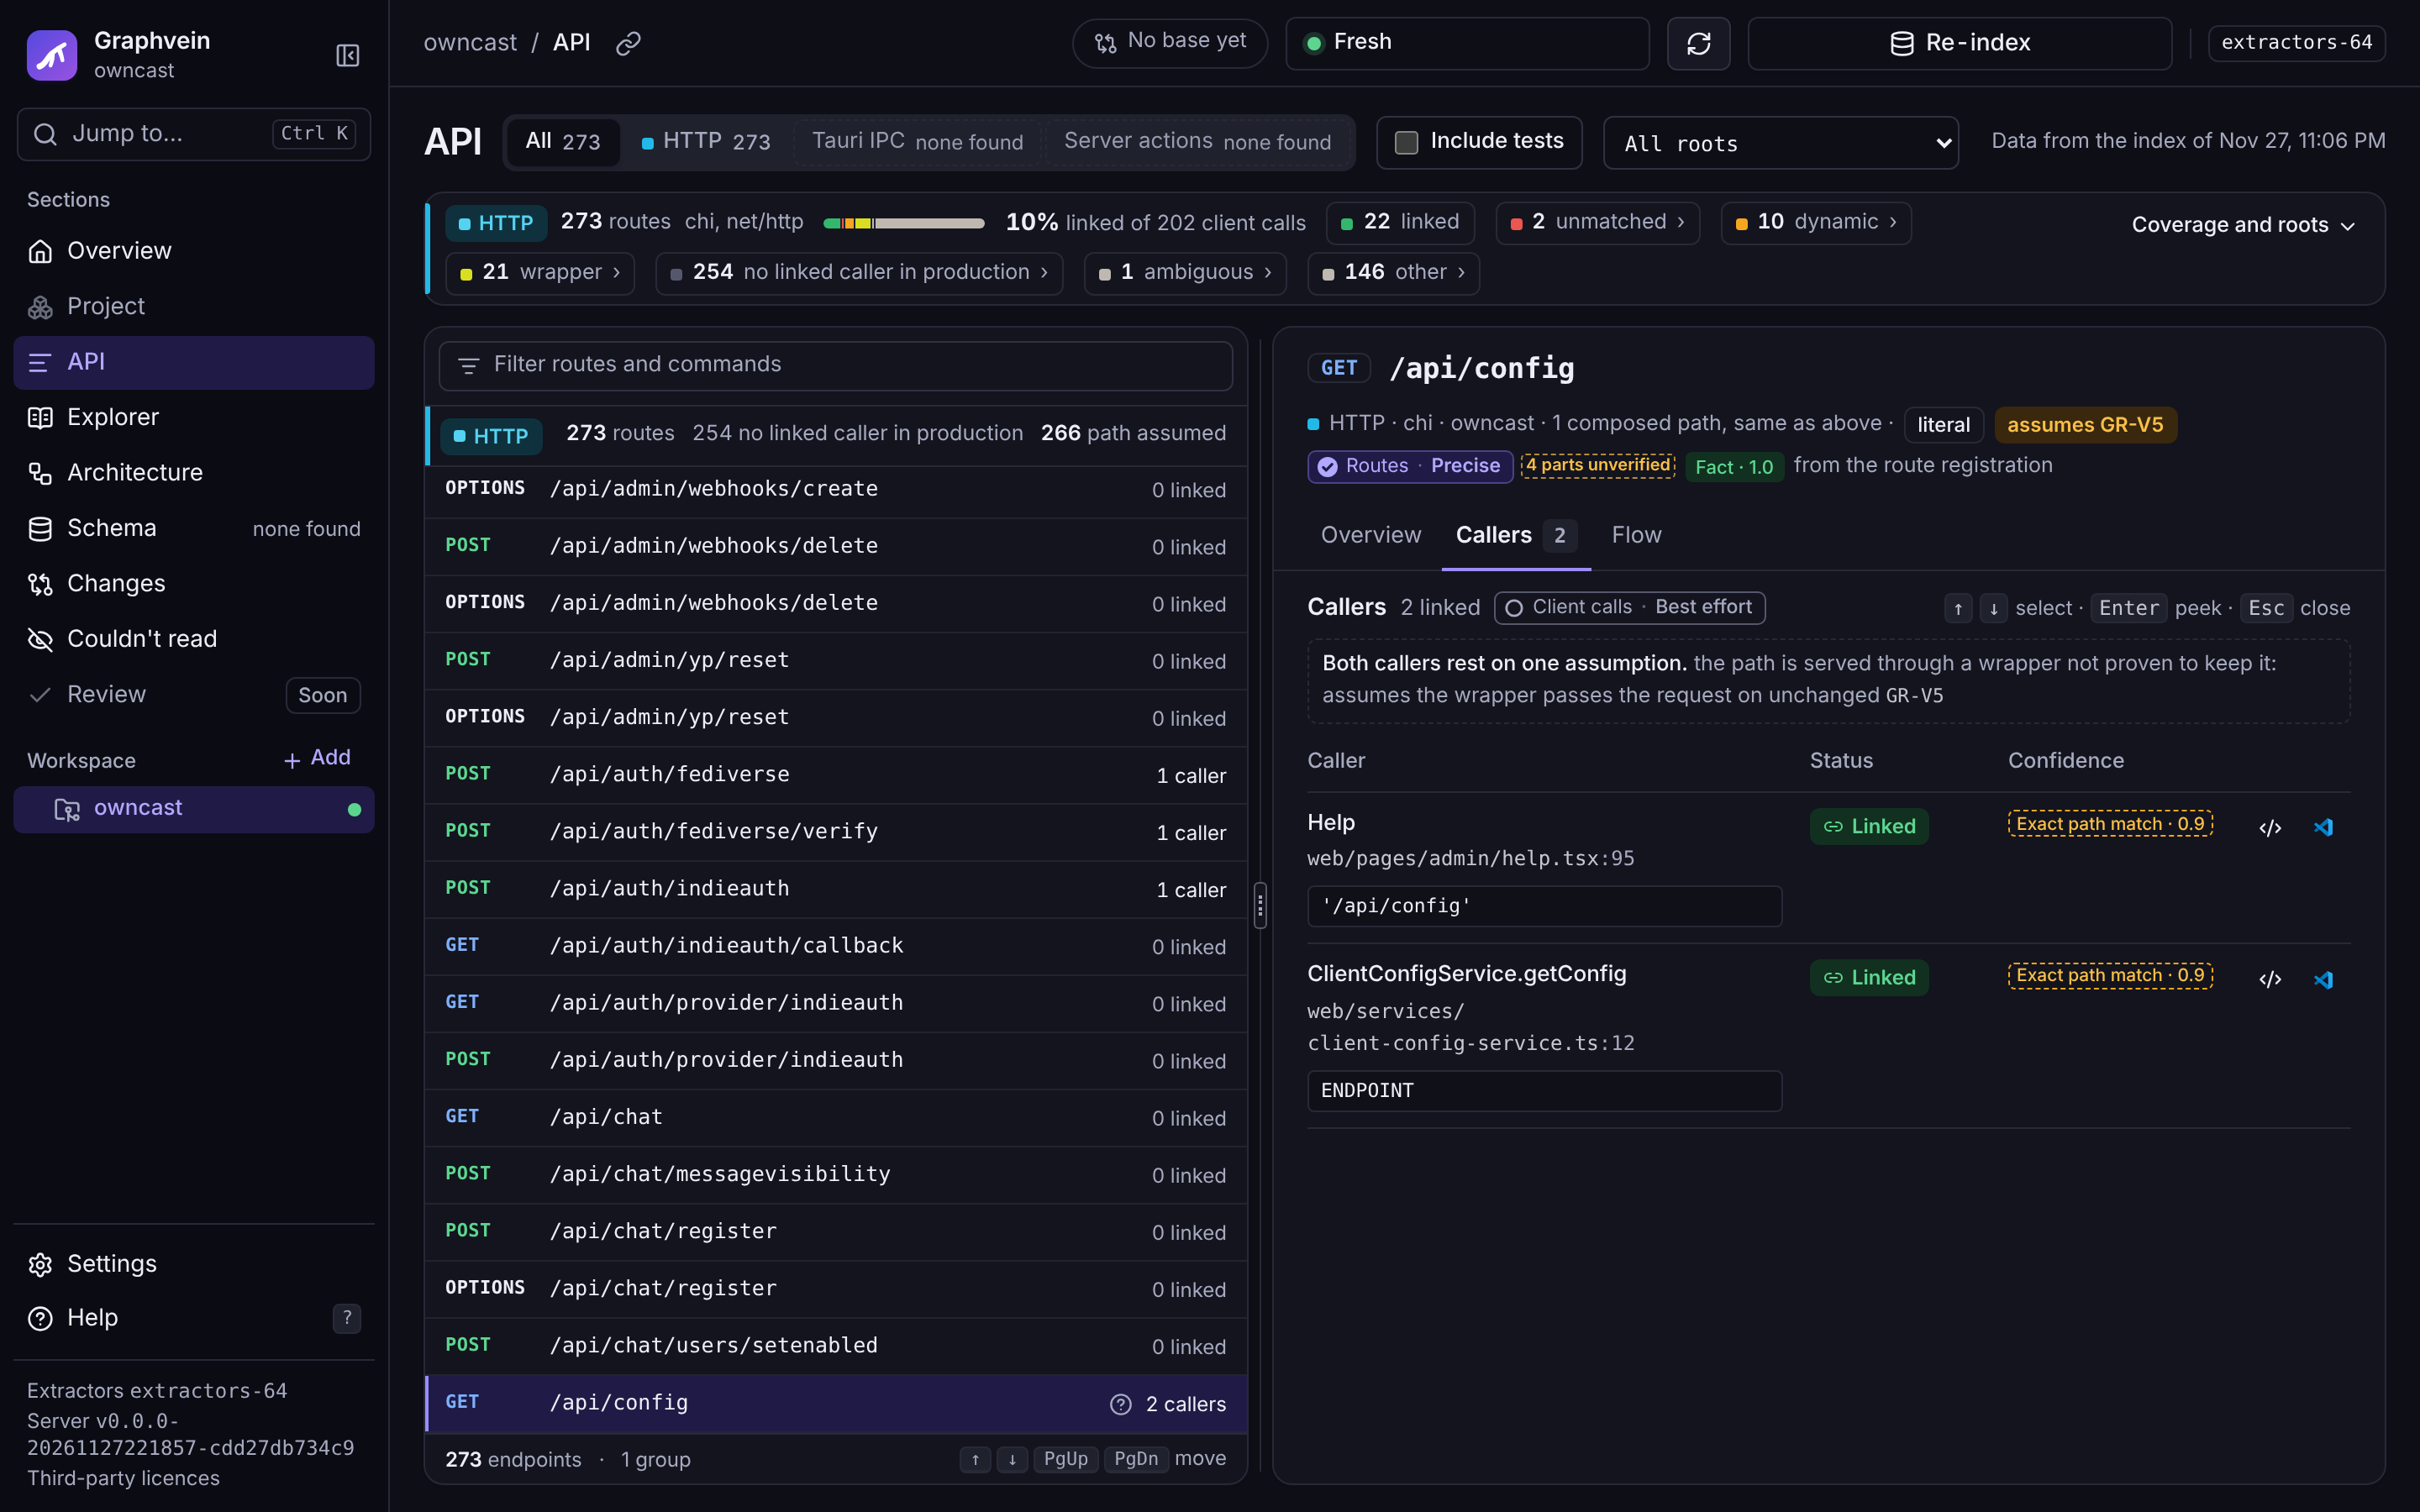 Graphvein
owncast
Jump to...
Ctrl K
Sections
Overview
Project
API
Explorer
Architecture
Schema none found
Changes
Couldn't read
Review Soon
Workspace + Add
owncast
Settings
Help ?
Extractors extractors-64
Server v0.0.0-
20261127221857-cdd27db734c9
Third-party licences
owncast / API
No base yet
Fresh
Re-index
extractors-64
API All 273 HTTP 273 Tauri IPC none found Server actions none found
Include tests
All roots
Data from the index of Nov 27, 11:06 PM
HTTP 273 routes chi, net/http 10% linked of 202 client calls 22 linked 2 unmatched › 10 dynamic › Coverage and roots
21 wrapper › 254 no linked caller in production › 1 ambiguous › 146 other ›
Filter routes and commands
HTTP 273 routes 254 no linked caller in production 266 path assumed
OPTIONS /api/admin/webhooks/create 0 linked
POST /api/admin/webhooks/delete 0 linked
OPTIONS /api/admin/webhooks/delete 0 linked
POST /api/admin/yp/reset 0 linked
OPTIONS /api/admin/yp/reset 0 linked
POST /api/auth/fediverse 1 caller
POST /api/auth/fediverse/verify 1 caller
POST /api/auth/indieauth 1 caller
GET /api/auth/indieauth/callback 0 linked
GET /api/auth/provider/indieauth 0 linked
POST /api/auth/provider/indieauth 0 linked
GET /api/chat 0 linked
POST /api/chat/messagevisibility 0 linked
POST /api/chat/register 0 linked
OPTIONS /api/chat/register 0 linked
POST /api/chat/users/setenabled 0 linked
GET /api/config ? 2 callers
273 endpoints · 1 group ↑ ↓ PgUp PgDn move
GET /api/config
HTTP · chi · owncast · 1 composed path, same as above · literal assumes GR-V5
Routes · Precise 4 parts unverified Fact · 1.0 from the route registration
Overview Callers 2 Flow
Callers 2 linked Client calls · Best effort ↑ ↓ select · Enter peek · Esc close
Both callers rest on one assumption. the path is served through a wrapper not proven to keep it:
assumes the wrapper passes the request on unchanged GR-V5
Caller Status Confidence
Help Linked Exact path match · 0.9
web/pages/admin/help.tsx:95
'/api/config'
ClientConfigService.getConfig Linked Exact path match · 0.9
web/services/
client-config-service.ts:12
ENDPOINT